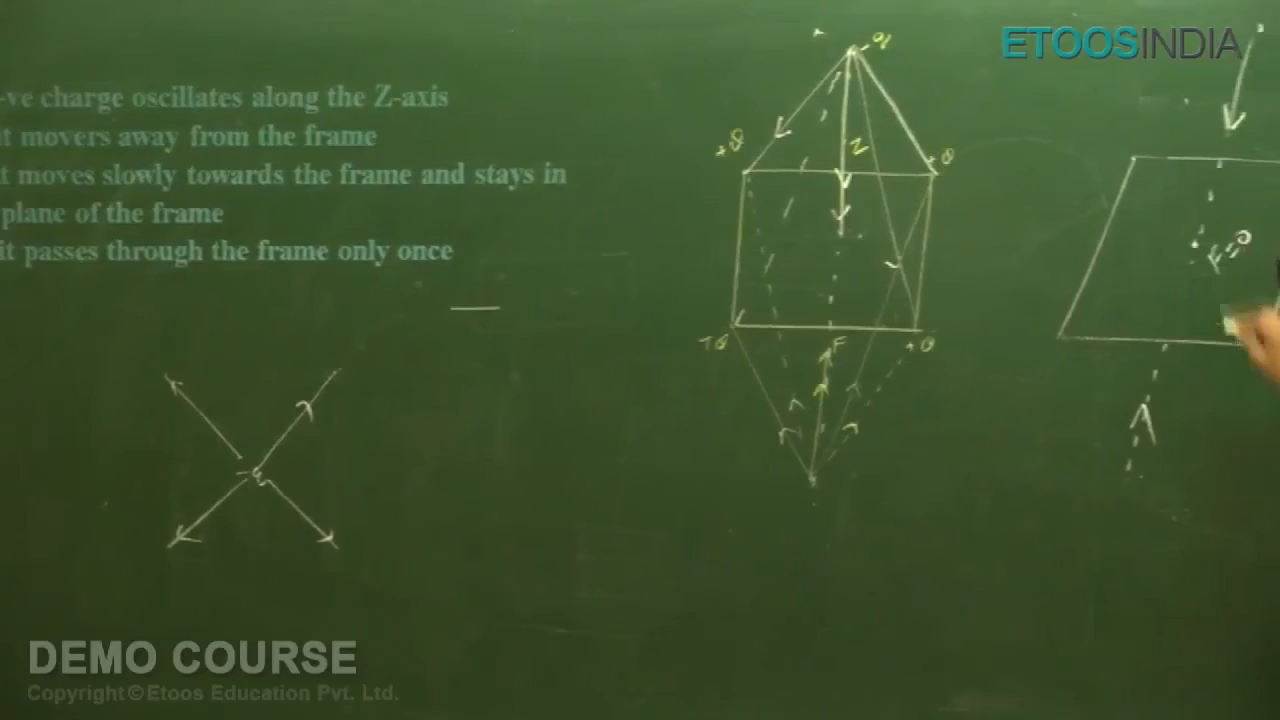 ETOOSINDIA
-ve charge oscillates along the Z-axis
it movers away from the frame
t moves slowly towards the frame and stays in
plane of the frame
it passes through the frame only once
-q
+Q
+Q
Z
+Q
F
+Q
-q
DEMO COURSE
Copyright©Etoos Education Pvt. Ltd.